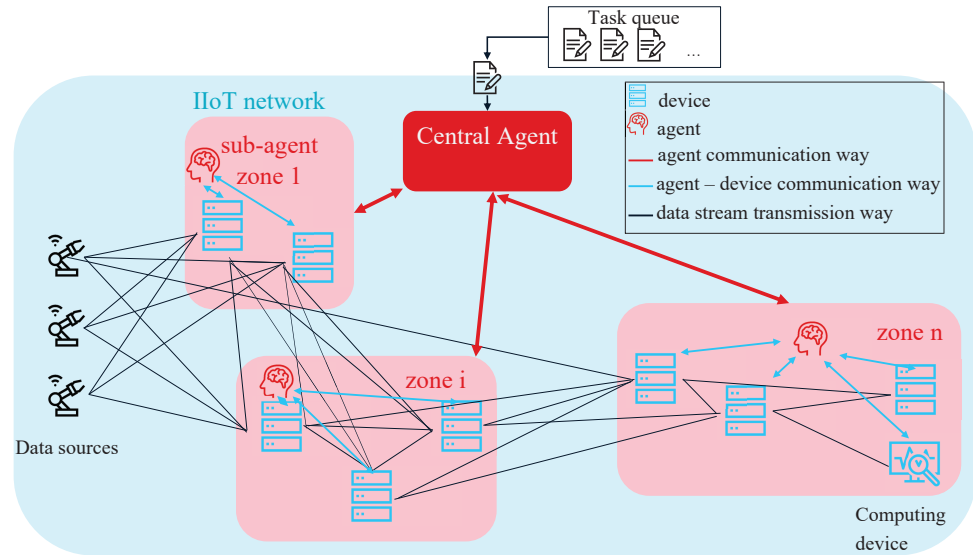 Task queue
...
IIoT network
device
agent
agent communication way
agent – device communication way
data stream transmission way
Central Agent
sub-agent
zone 1
zone i
zone n
Data sources
Computing
device